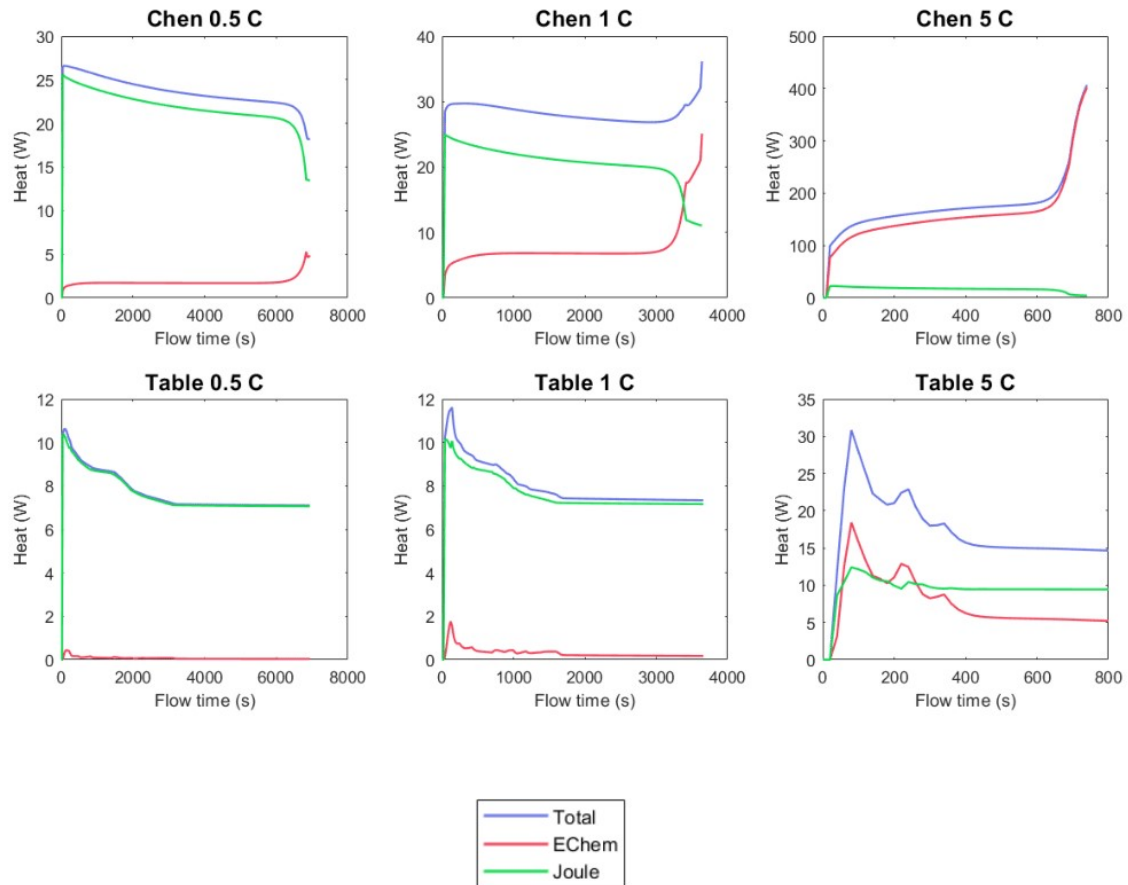 Chen 0.5 C
30
25
20
15
10
5
0
Heat (W)
0 2000 4000 6000 8000
Flow time (s)
Chen 1 C
40
30
20
10
0
Heat (W)
0 1000 2000 3000 4000
Flow time (s)
Chen 5 C
500
400
300
200
100
0
Heat (W)
0 200 400 600 800
Flow time (s)
Table 0.5 C
12
10
8
6
4
2
0
Heat (W)
0 2000 4000 6000 8000
Flow time (s)
Table 1 C
12
10
8
6
4
2
0
Heat (W)
0 1000 2000 3000 4000
Flow time (s)
Table 5 C
35
30
25
20
15
10
5
0
Heat (W)
0 200 400 600 800
Flow time (s)
Total
EChem
Joule